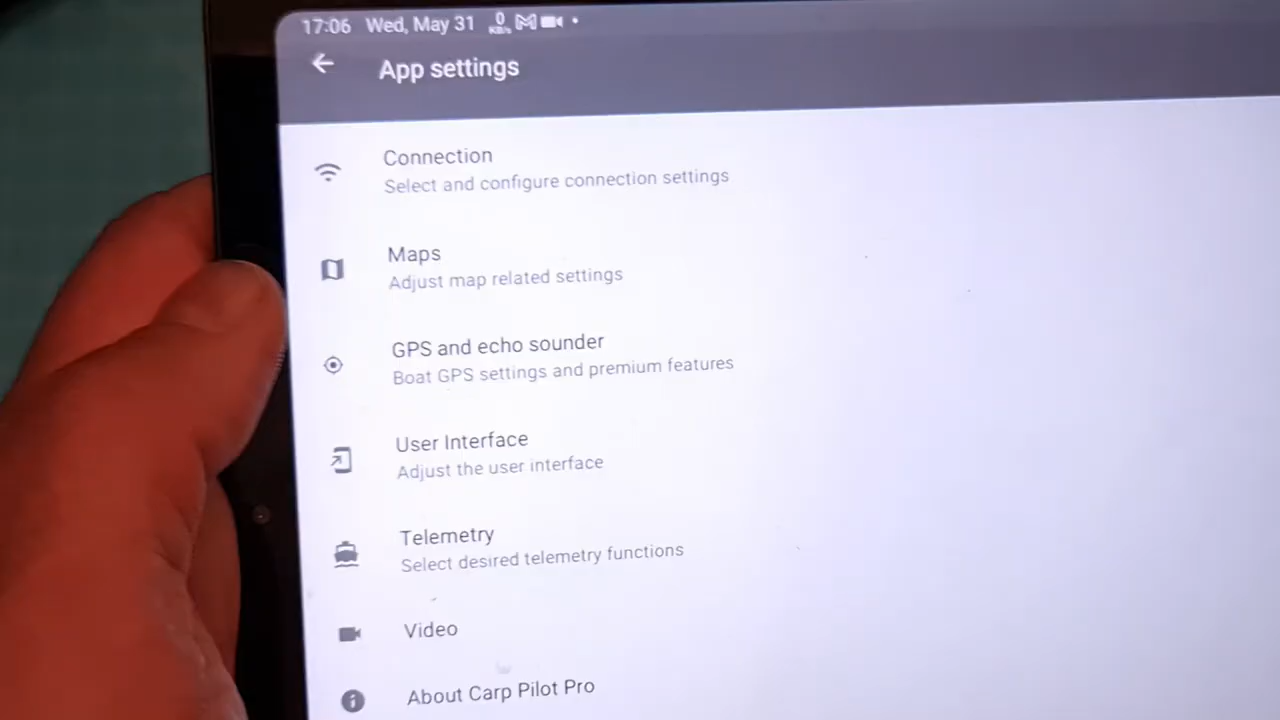 17:06 Wed, May 31 0 KB/s
App settings
Connection
Select and configure connection settings
Maps
Adjust map related settings
GPS and echo sounder
Boat GPS settings and premium features
User Interface
Adjust the user interface
Telemetry
Select desired telemetry functions
Video
About Carp Pilot Pro